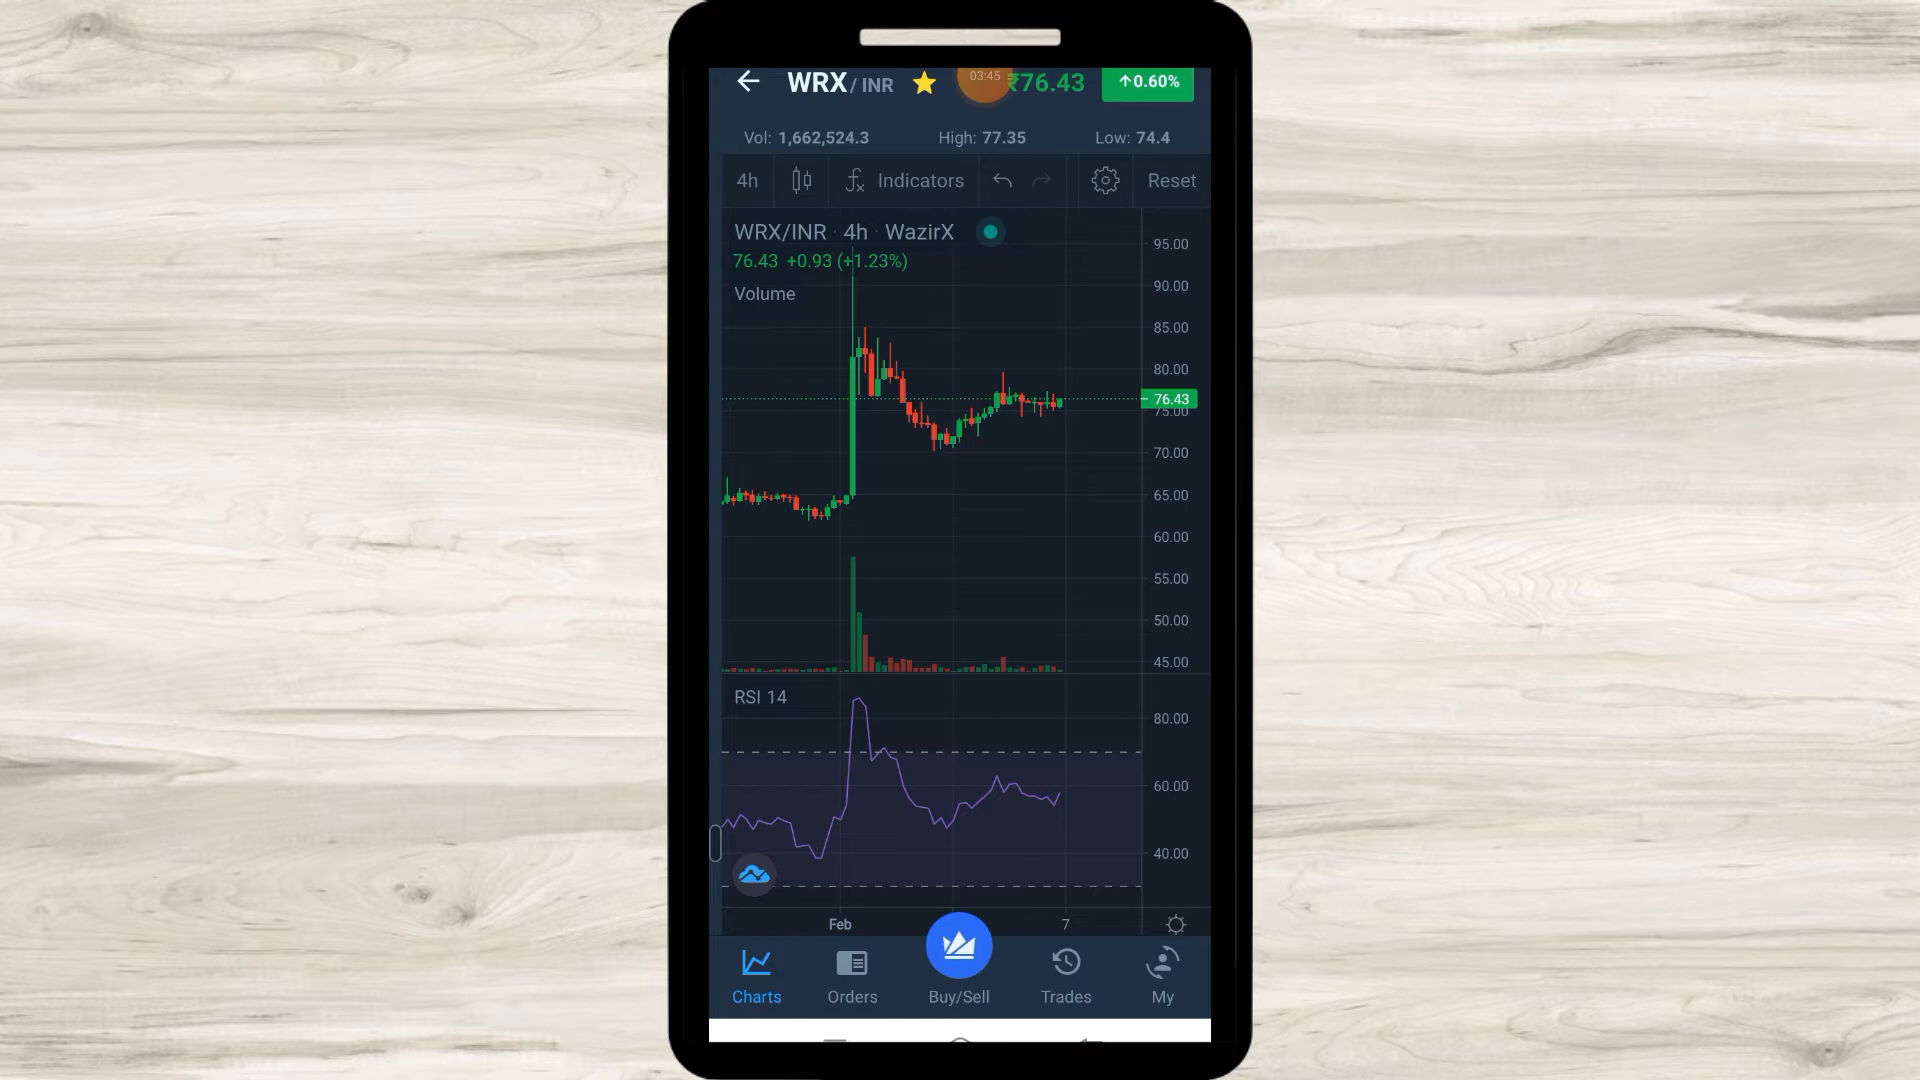 WRX / INR 03:45 ₹76.43 ↑0.60%
Vol: 1,662,524.3 High: 77.35 Low: 74.4
4h Indicators Reset
WRX/INR · 4h · WazirX
76.43 +0.93 (+1.23%)
Volume
95.00
90.00
85.00
80.00
76.43
75.00
70.00
65.00
60.00
55.00
50.00
45.00
RSI 14
80.00
60.00
40.00
Feb 7
Charts Orders Buy/Sell Trades My